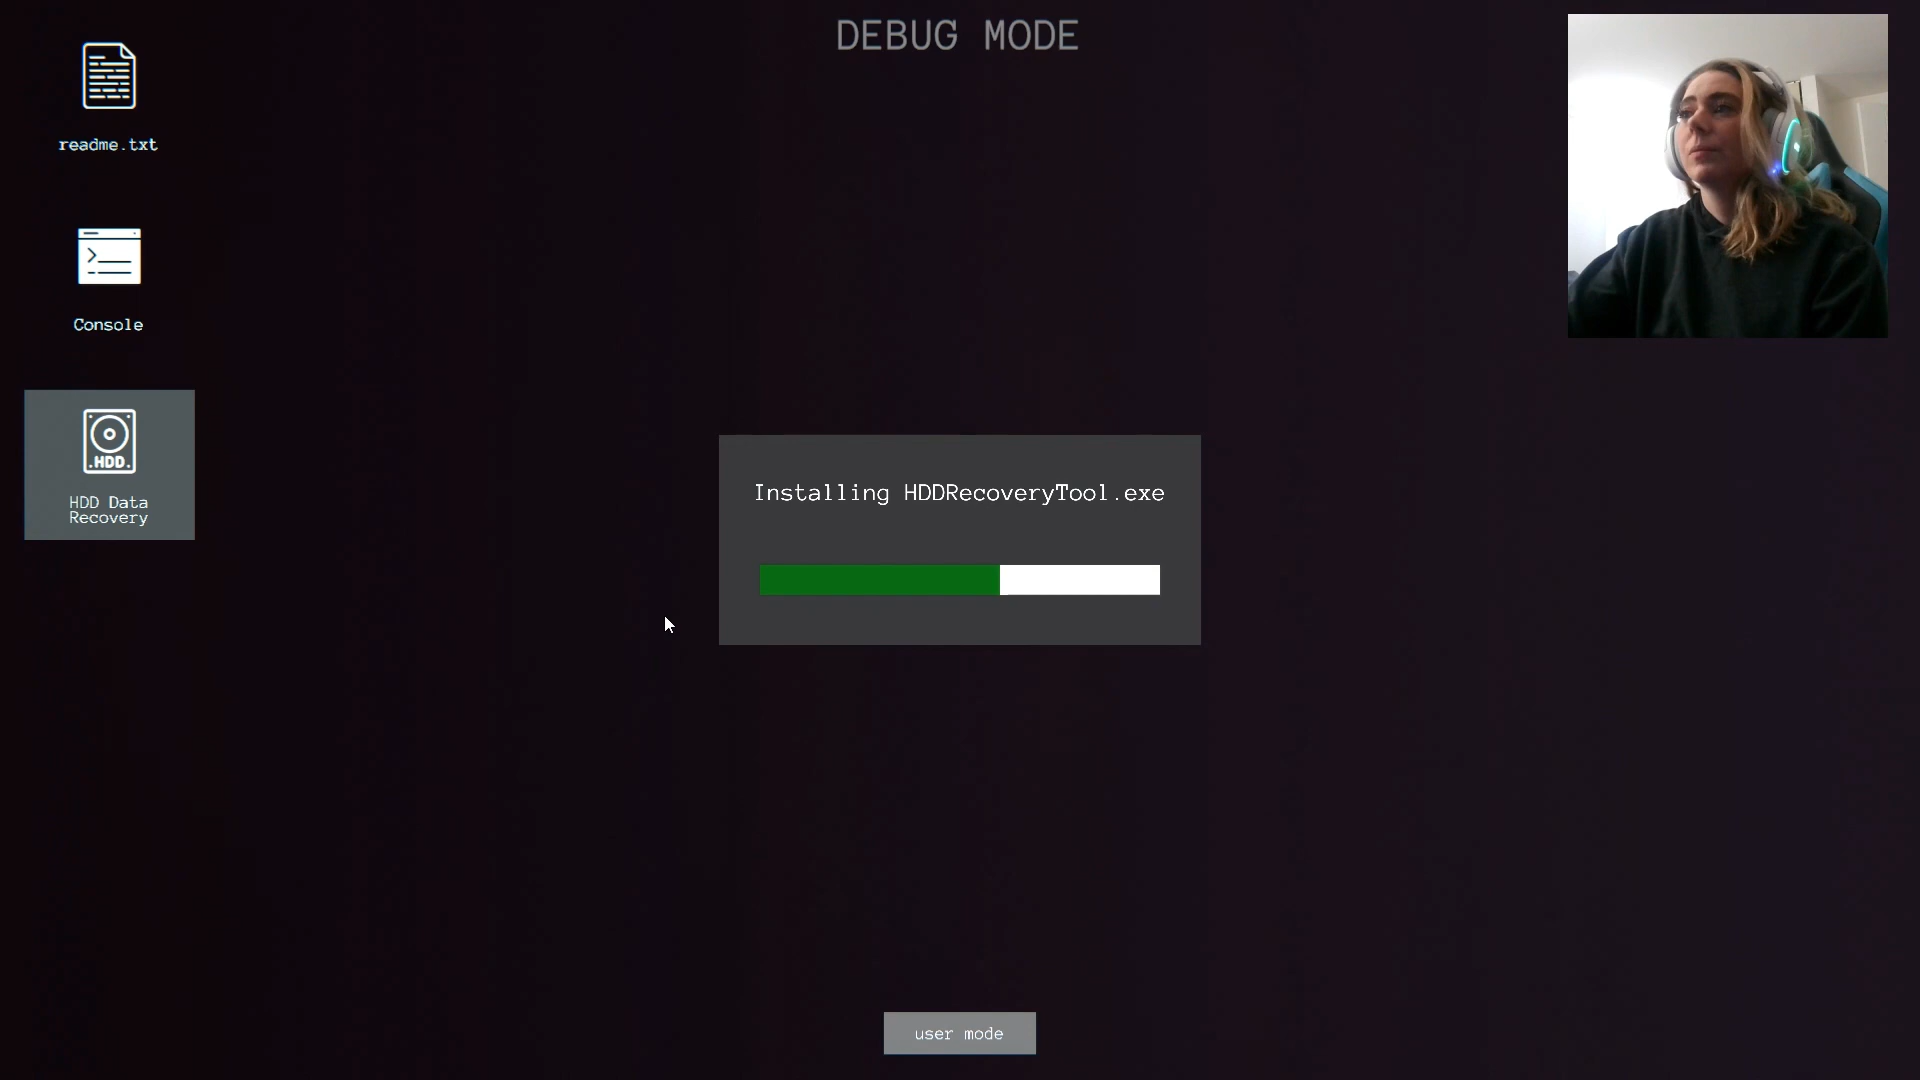 DEBUG MODE
readme.txt
Console
.HDD.
HDD Data
Recovery
Installing HDDRecoveryTool.exe
user mode